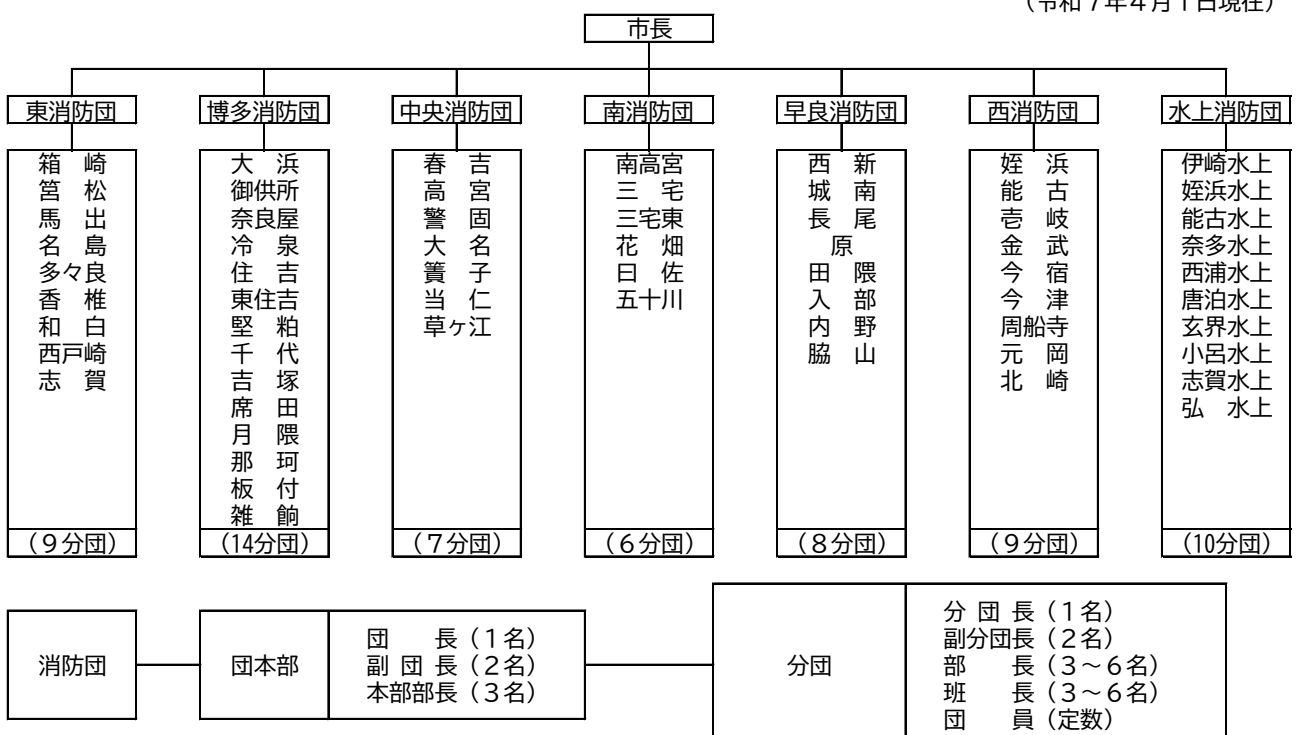 （令和７年４月１日現在）
市長
東消防団
博多消防団
中央消防団
南消防団
早良消防団
西消防団
水上消防団
箱　崎
筥　松
馬　出
名　島
多々良
香　椎
和　白
西戸崎
志　賀
（９分団）
大　浜
御供所
奈良屋
冷　泉
住　吉
東住吉
堅　粕
千　代
吉　塚
席　田
月　隈
那　珂
板　付
雑　餉
（14分団）
春　吉
高　宮
警　固
大　名
簀　子
当　仁
草ヶ江
（７分団）
南高宮
三　宅
三宅東
花　畑
曰　佐
五十川
（６分団）
西　新
城　南
長　尾
原
田　隈
入　部
内　野
脇　山
（８分団）
姪　浜
能　古
壱　岐
金　武
今　宿
今　津
周船寺
元　岡
北　崎
（９分団）
伊崎水上
姪浜水上
能古水上
奈多水上
西浦水上
唐泊水上
玄界水上
小呂水上
志賀水上
弘　水上
（10分団）
消防団
団本部
団　　長（１名）
副 団 長（２名）
本部部長（３名）
分団
分 団 長（１名）
副分団長（２名）
部　　長（３～６名）
班　　長（３～６名）
団　　員（定数）